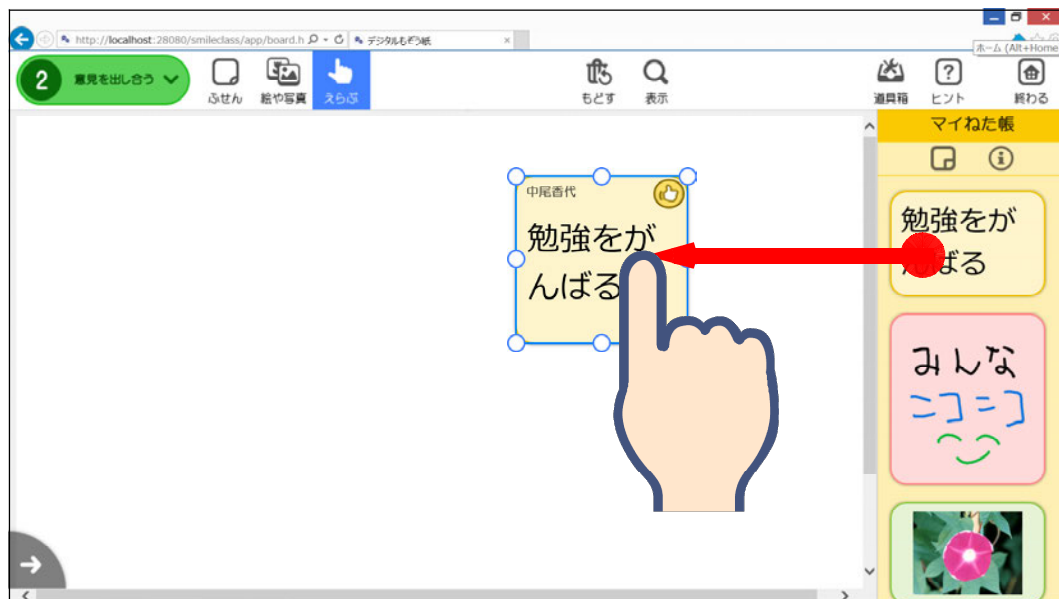 http://localhost:28080/smileclass/app/board.h
デジタルもぞう紙
ホーム (Alt+Home
2 意見を出し合う
ふせん
絵や写真
えらぶ
もどす
表示
道具箱
ヒント
終わる
マイねた帳
中尾香代
勉強をが
んばる
勉強をが
んばる
みんな
ニコニコ